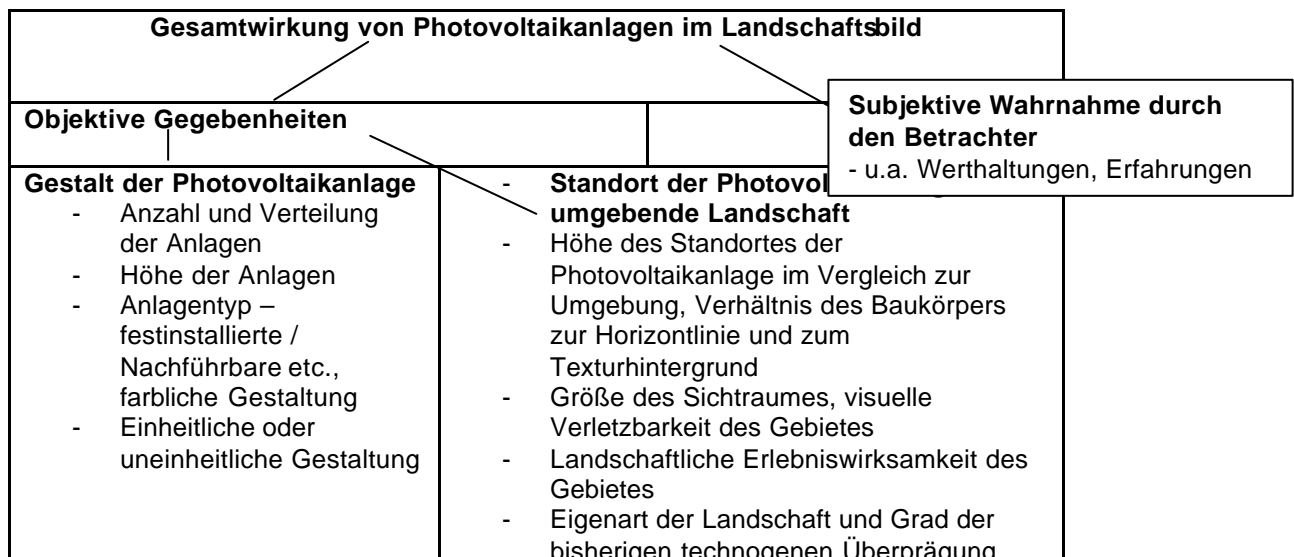 Gesamtwirkung von Photovoltaikanlagen im Landschaftsbild
Objektive Gegebenheiten
Subjektive Wahrnahme durch
den Betrachter
- u.a. Werthaltungen, Erfahrungen
Gestalt der Photovoltaikanlage
- Anzahl und Verteilung
der Anlagen
- Höhe der Anlagen
- Anlagentyp –
festinstallierte /
Nachführbare etc.,
farbliche Gestaltung
- Einheitliche oder
uneinheitliche Gestaltung
- Standort der
umgebende Landschaft
- Höhe des Standortes der
Photovoltaikanlage im Vergleich zur
Umgebung, Verhältnis des Baukörpers
zur Horizontlinie und zum
Texturhintergrund
- Größe des Sichtraumes, visuelle
Verletzbarkeit des Gebietes
- Landschaftliche Erlebniswirksamkeit des
Gebietes
- Eigenart der Landschaft und Grad der
bisherigen technogenen Überprägung